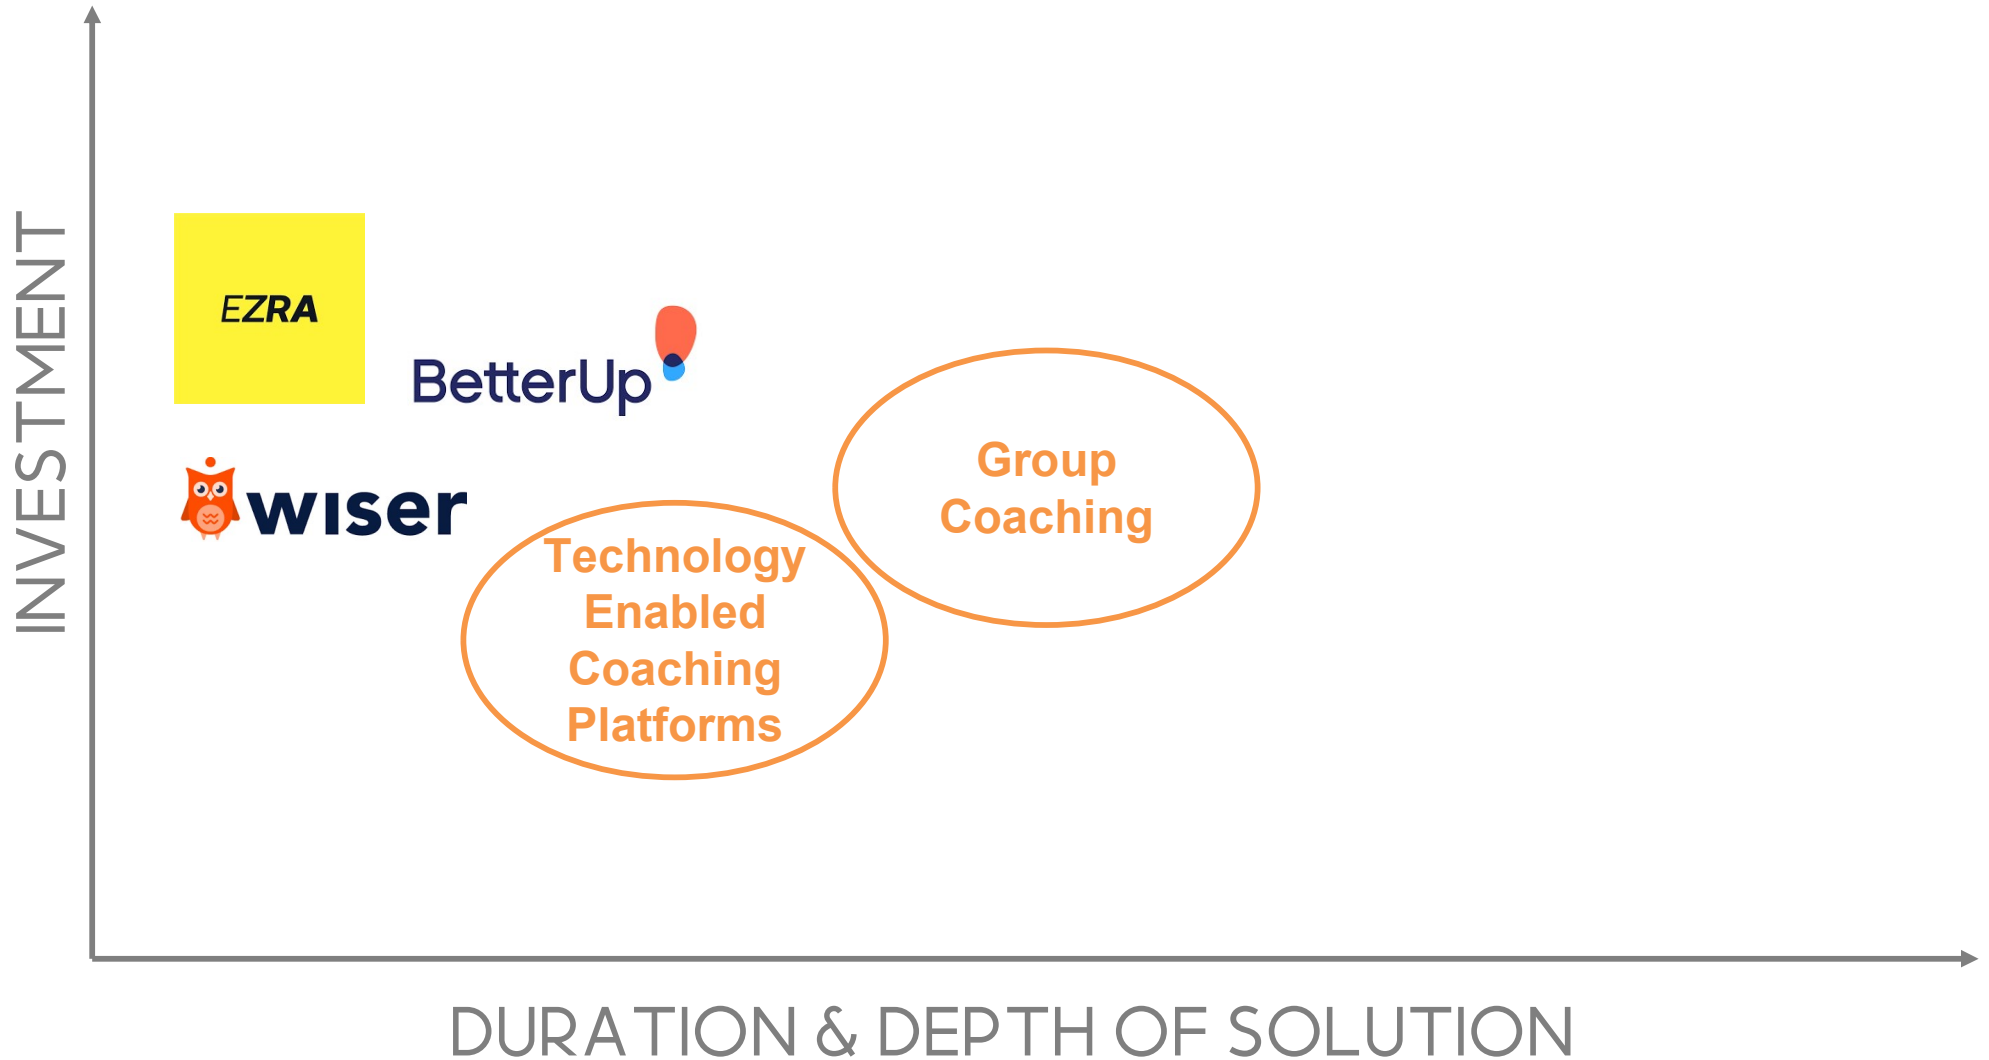 INVESTMENT
EZRA
BetterUp
wiser
Group
Coaching
Technology
Enabled
Coaching
Platforms
DURATION & DEPTH OF SOLUTION